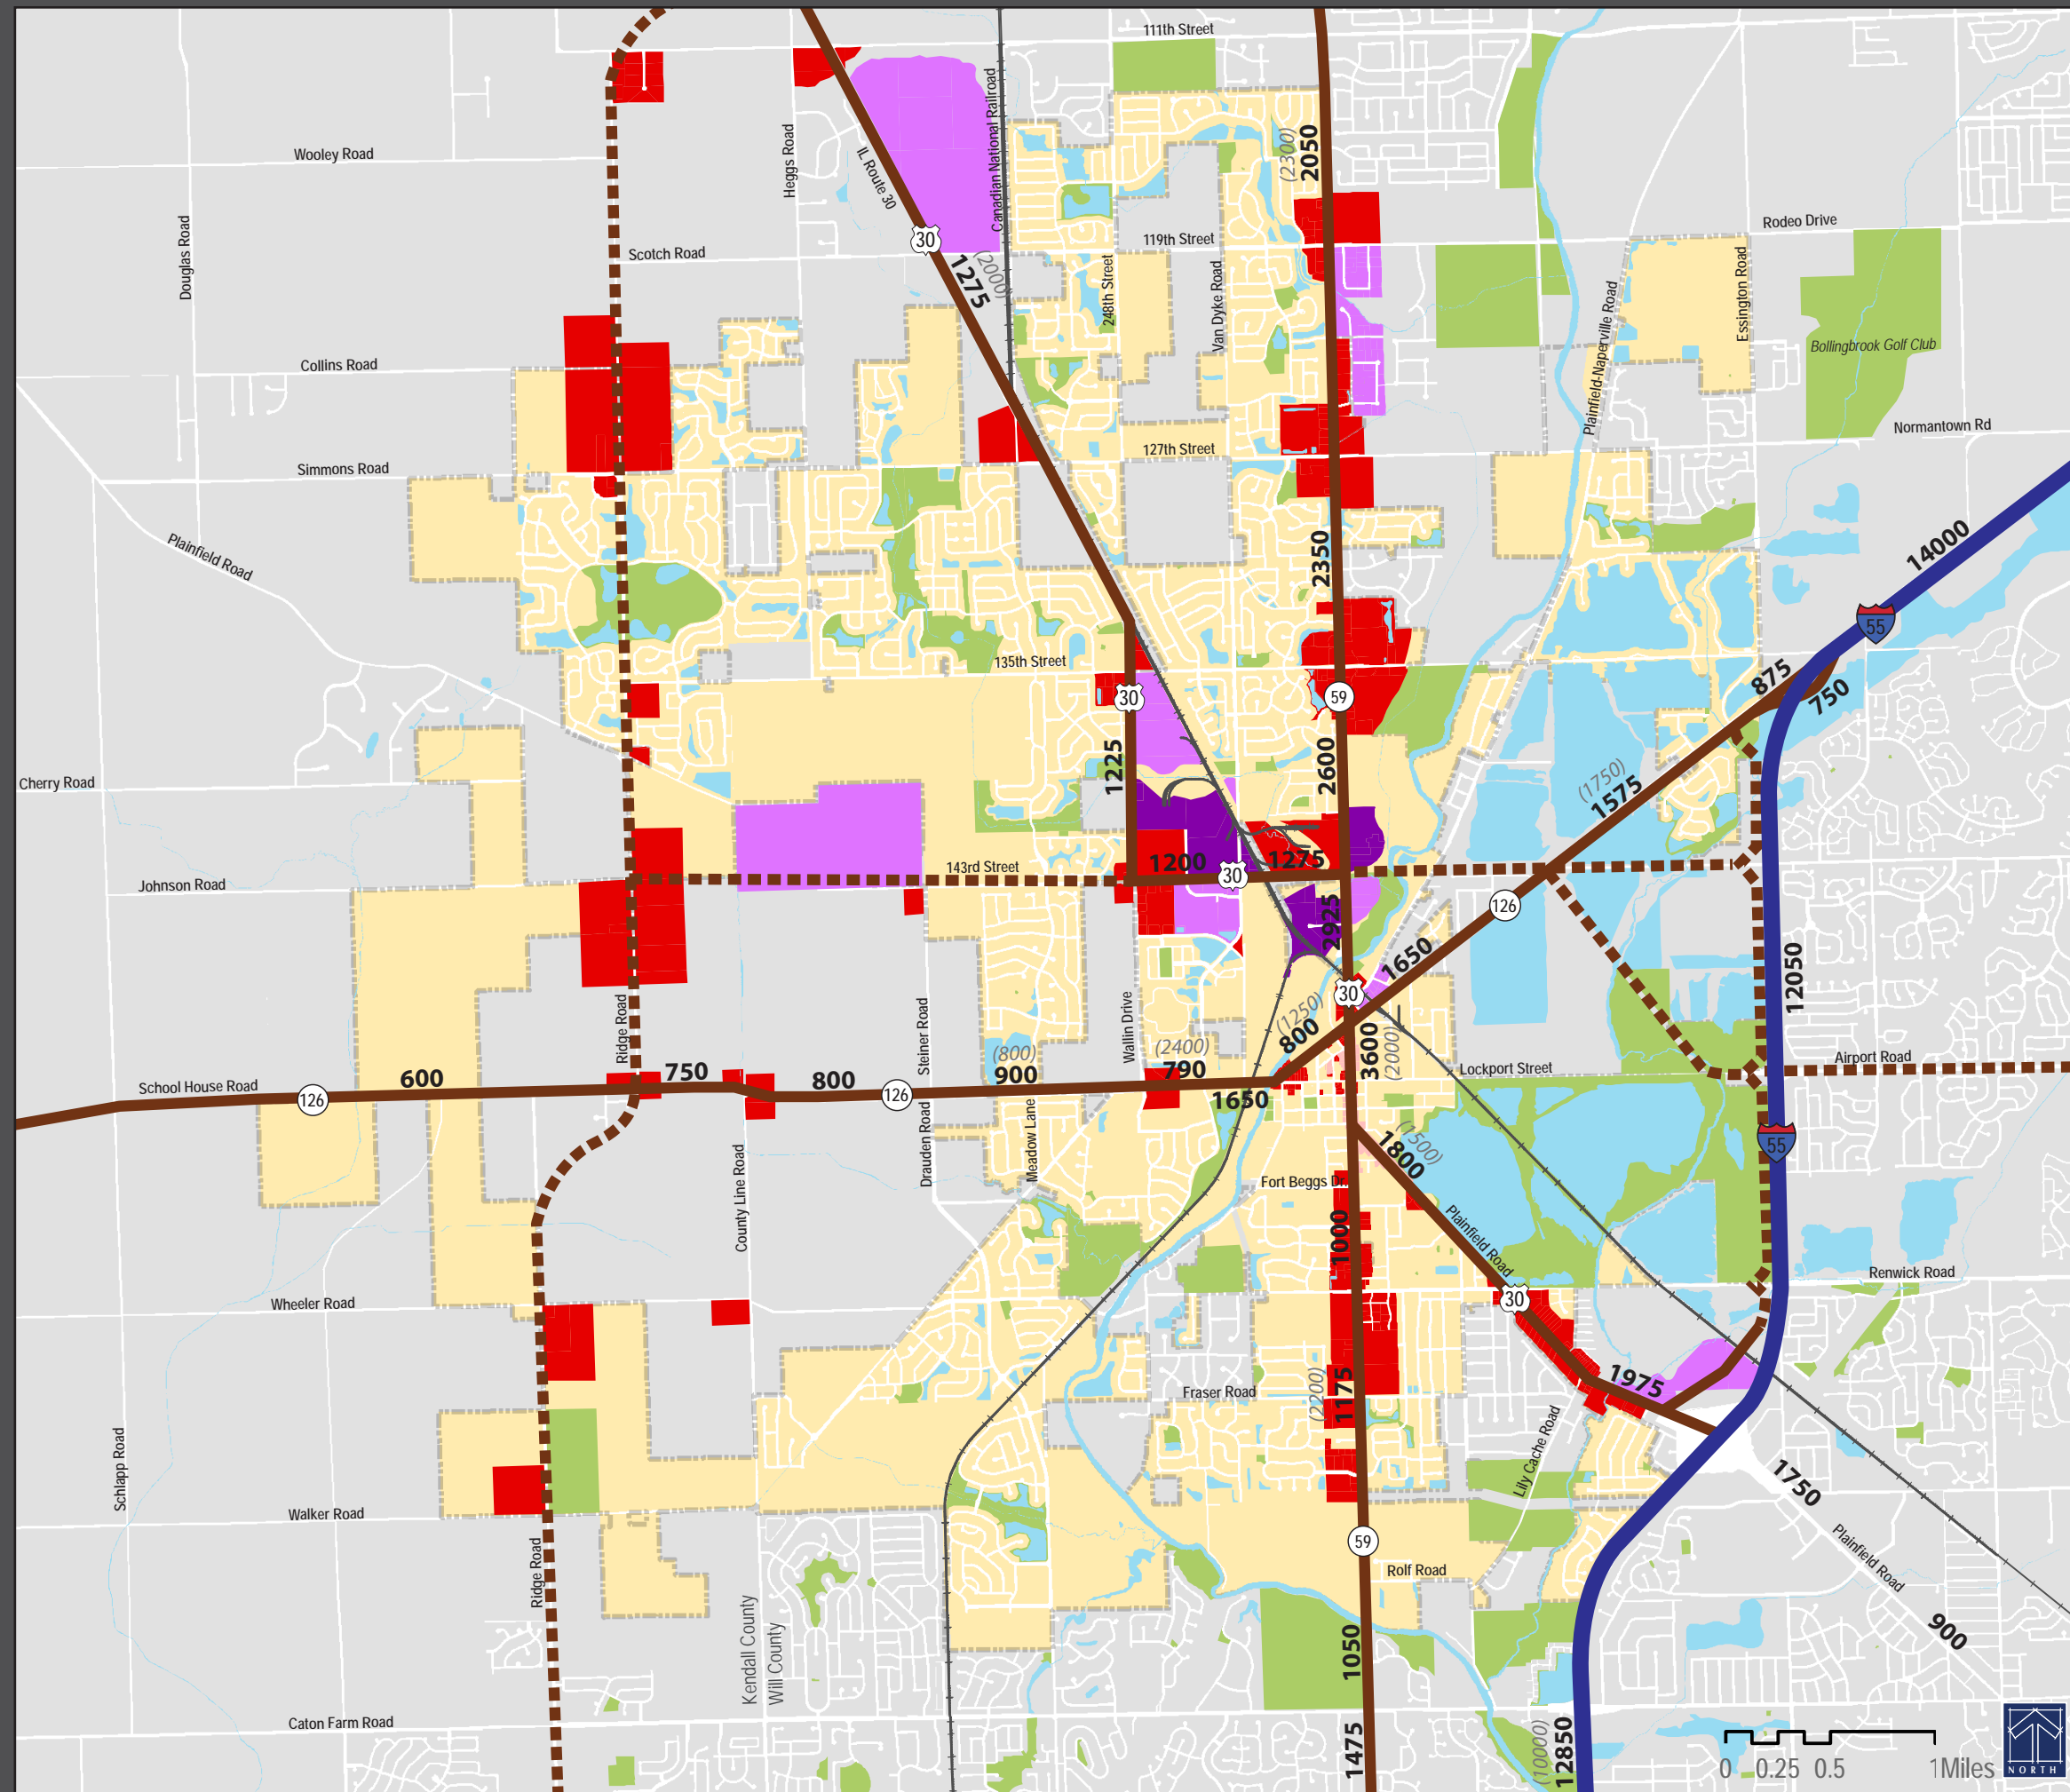 111th Street
Wooley Road
Heggs Road
IL Route 30
Canadian National Railroad
(2300)
2050
Douglas Road
Scotch Road
30
1275
(2000)
119th Street
248th Street
Van Dyke Road
Rodeo Drive
Essington Road
Plainfield-Naperville Road
Bollingbrook Golf Club
Collins Road
Simmons Road
127th Street
Normantown Rd
Plainfield Road
2350
14000
55
135th Street
30
59
875
750
1225
2600
(1750)
1575
Cherry Road
Johnson Road
143rd Street
1200
30
1275
2925
126
1650
12050
Ridge Road
Steiner Road
Wallin Drive
30
(1250)
800
3600
(2000)
(800)
(2400)
School House Road
126
600
750
800
126
900
790
1650
Lockport Street
Airport Road
Drauden Road
Meadow Lane
County Line Road
(1500)
1800
55
Fort Beggs Dr.
1000
Plainfield Road
Renwick Road
Wheeler Road
30
Fraser Road
(2200)
1175
1975
Lily Cache Road
Schlapp Road
Walker Road
1750
Plainfield Road
59
Ridge Road
Rolf Road
Kendall County
Will County
1050
900
Caton Farm Road
1475
(10000)
12850
0 0.25 0.5 1Miles
NORTH